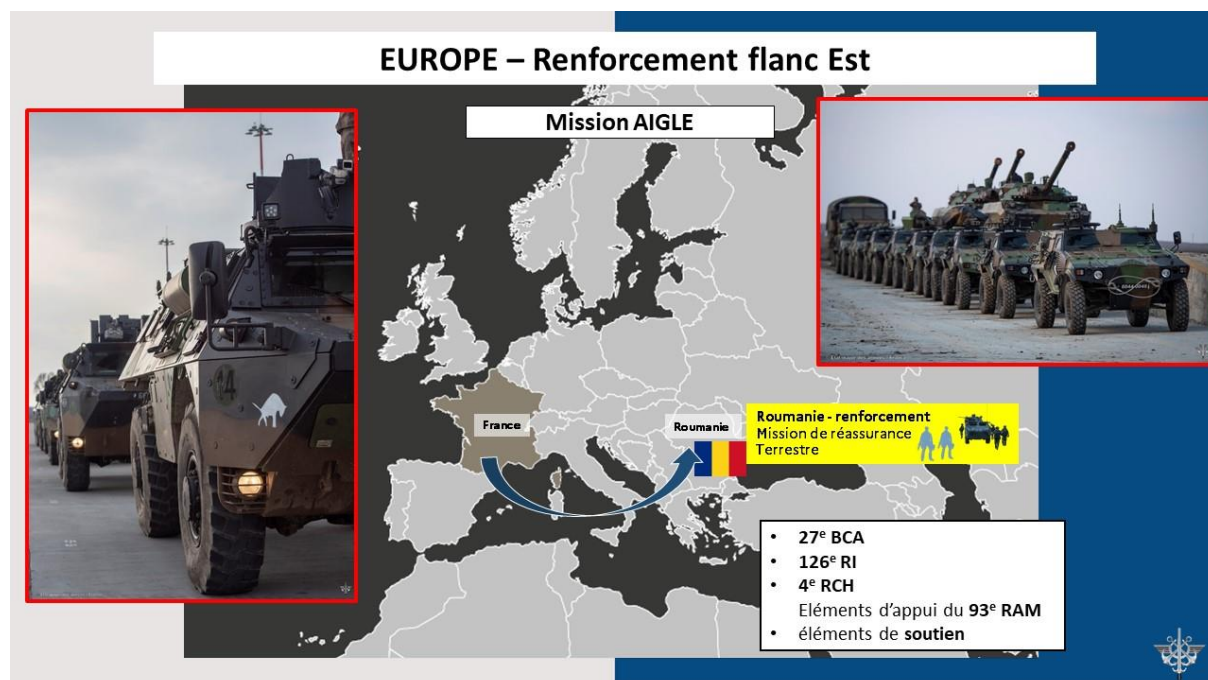 EUROPE – Renforcement flanc Est
Mission AIGLE
France
Roumanie
Roumanie - renforcement
Mission de réassurance
Terrestre
• 27e BCA
• 126e RI
• 4e RCH
Eléments d'appui du 93e RAM
• éléments de soutien